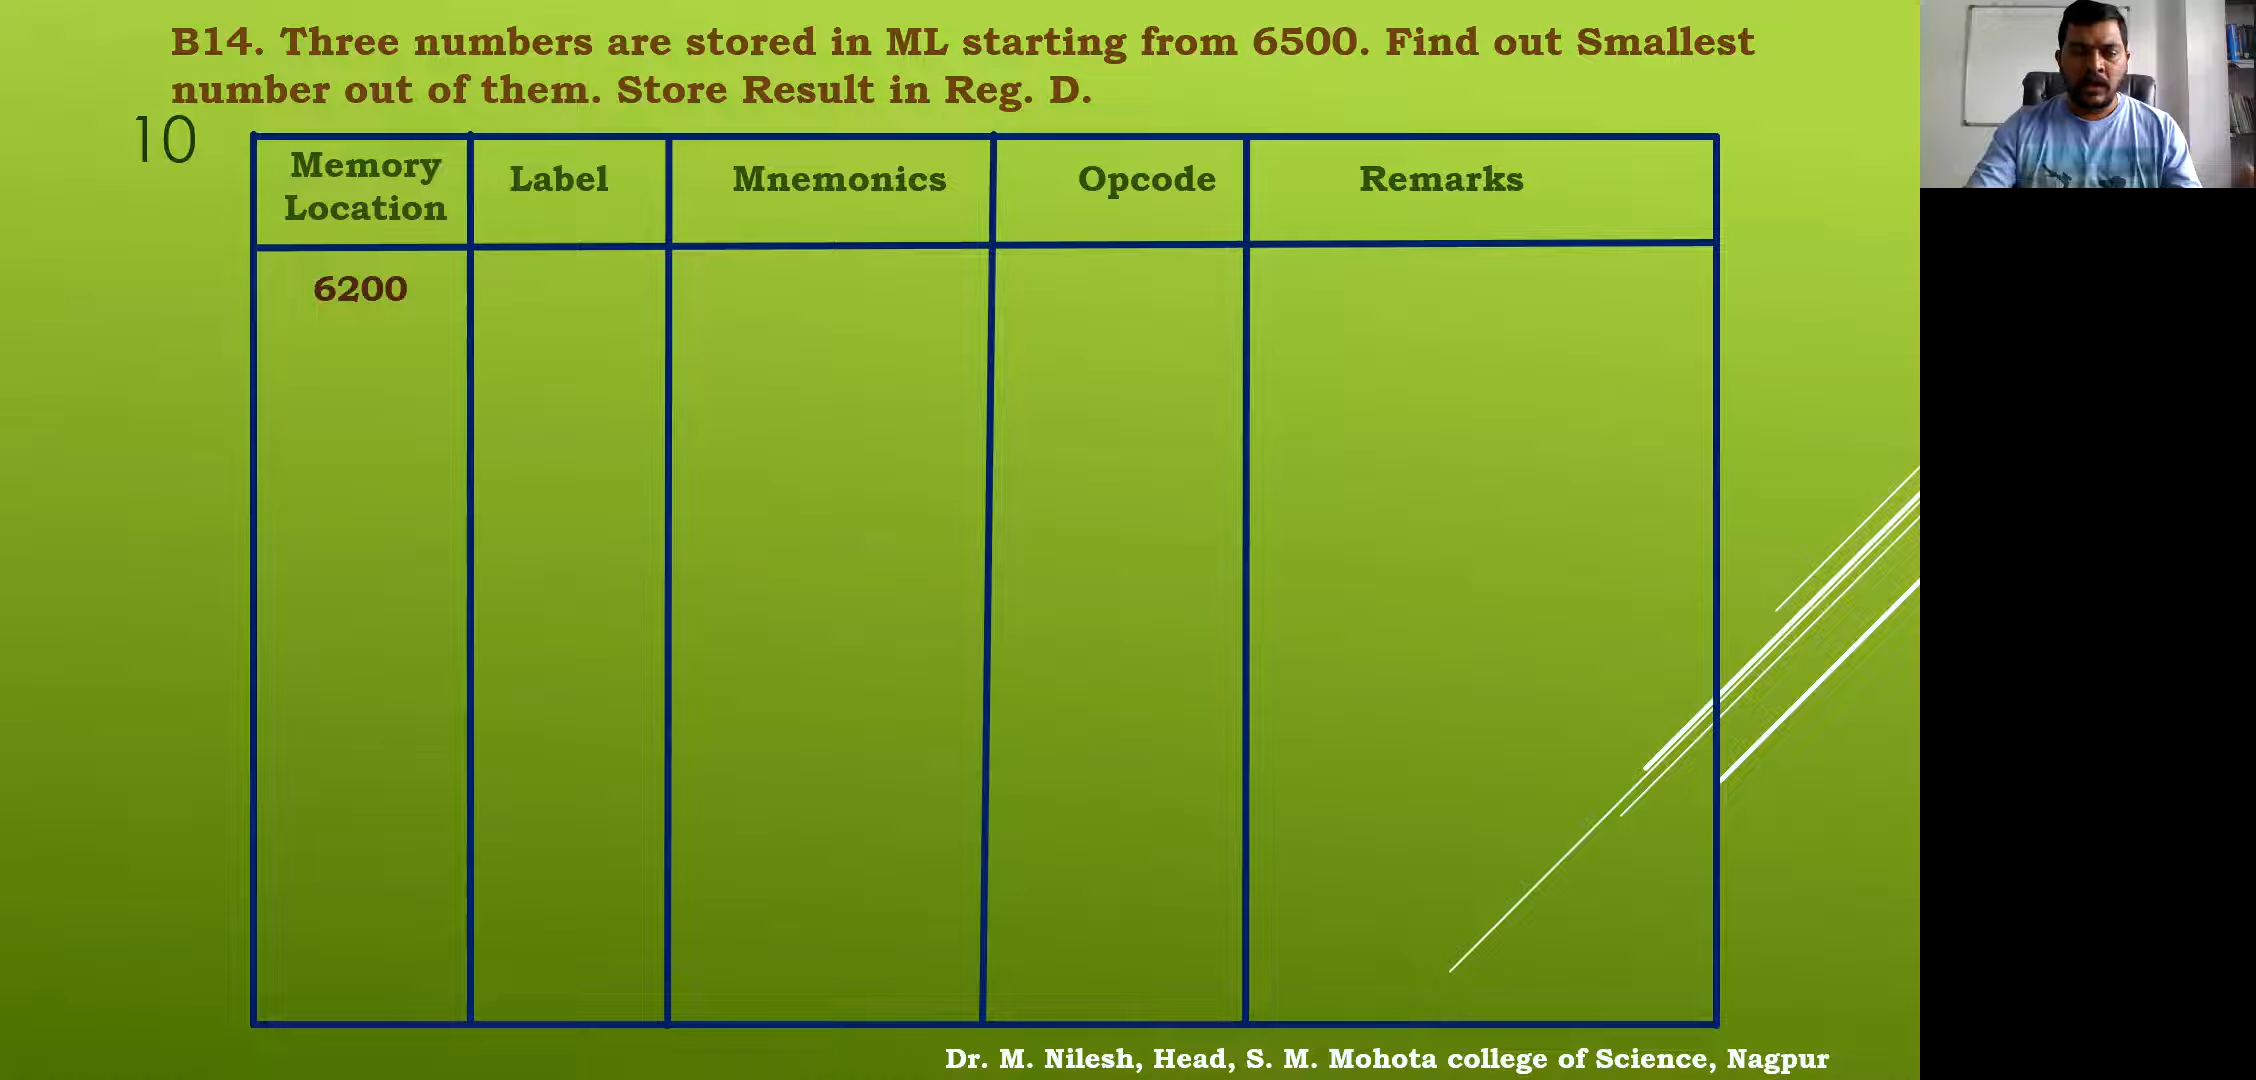 B14. Three numbers are stored in ML starting from 6500. Find out Smallest
number out of them. Store Result in Reg. D.
10
Memory
Location
Label
Mnemonics
Opcode
Remarks
6200
Dr. M. Nilesh, Head, S. M. Mohota college of Science, Nagpur